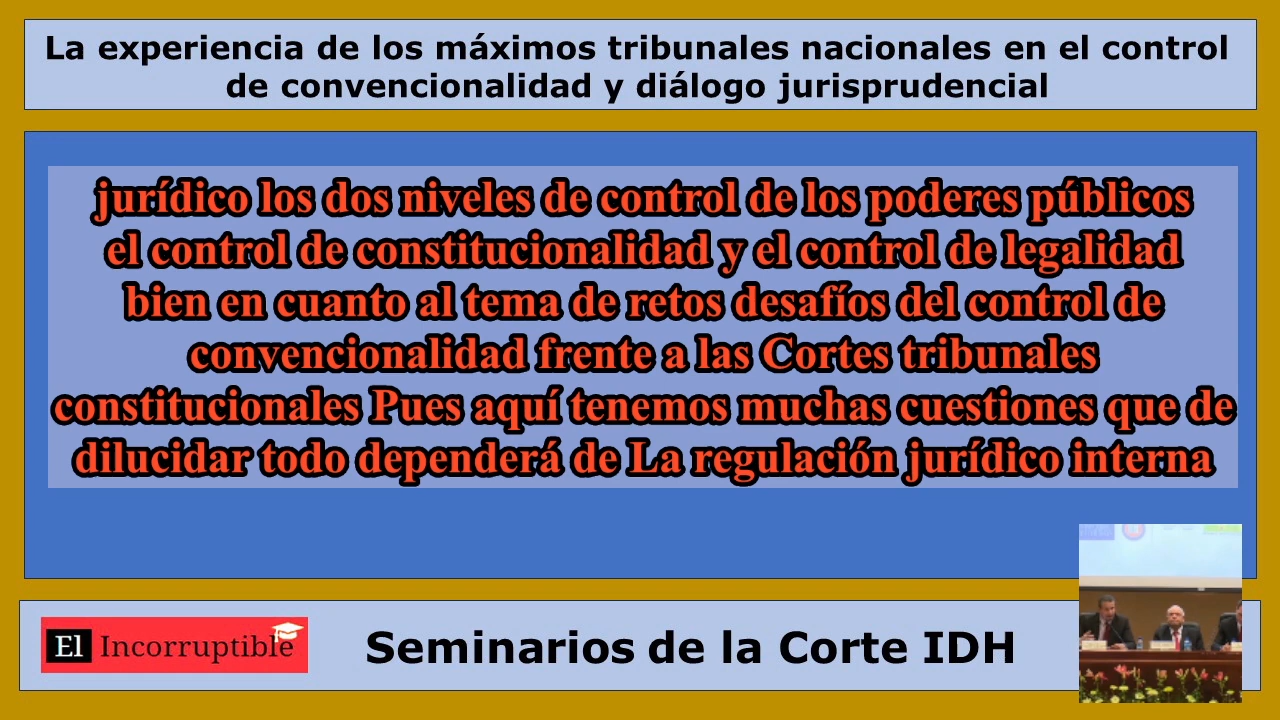 La experiencia de los máximos tribunales nacionales en el control
de convencionalidad y diálogo jurisprudencial
jurídico los dos niveles de control de los poderes públicos
el control de constitucionalidad y el control de legalidad
bien en cuanto al tema de retos desafíos del control de
convencionalidad frente a las Cortes tribunales
constitucionales Pues aquí tenemos muchas cuestiones que de
dilucidar todo dependerá de La regulación jurídico interna
El Incorruptible
Seminarios de la Corte IDH